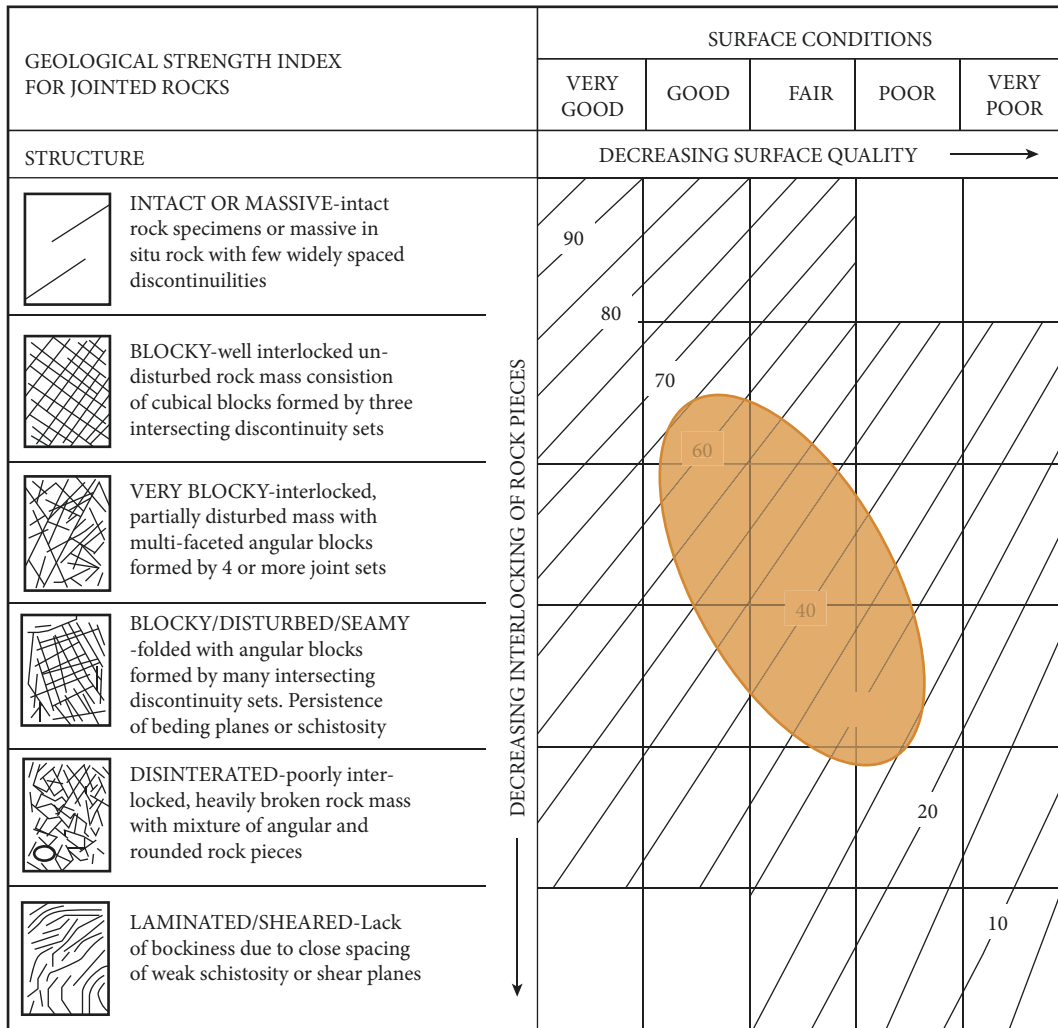 GEOLOGICAL STRENGTH INDEX
FOR JOINTED ROCKS
SURFACE CONDITIONS
VERY
GOOD
GOOD
FAIR
POOR
VERY
POOR
STRUCTURE
DECREASING SURFACE QUALITY
INTACT OR MASSIVE-intact
rock specimens or massive in
situ rock with few widely spaced
discontinuilities
BLOCKY-well interlocked un-
disturbed rock mass consistion
of cubical blocks formed by three
intersecting discontinuity sets
VERY BLOCKY-interlocked,
partially disturbed mass with
multi-faceted angular blocks
formed by 4 or more joint sets
BLOCKY/DISTURBED/SEAMY
-folded with angular blocks
formed by many intersecting
discontinuity sets. Persistence
of beding planes or schistosity
DISINTERATED-poorly inter-
locked, heavily broken rock mass
with mixture of angular and
rounded rock pieces
LAMINATED/SHEARED-Lack
of bockiness due to close spacing
of weak schistosity or shear planes
DECREASING INTERLOCKING OF ROCK PIECES
90
80
70
60
40
20
10